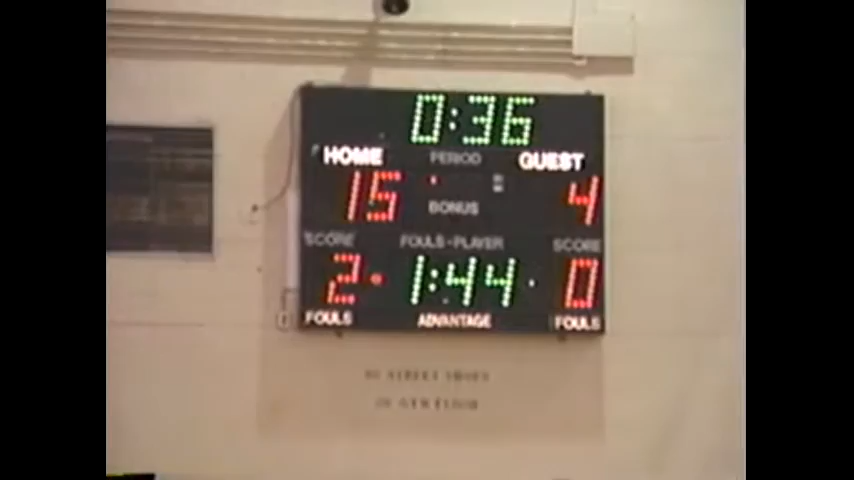 0:36
HOME PERIOD GUEST
15 BONUS 4
SCORE FOULS-PLAYER SCORE
2 1:44 0
FOULS ADVANTAGE FOULS